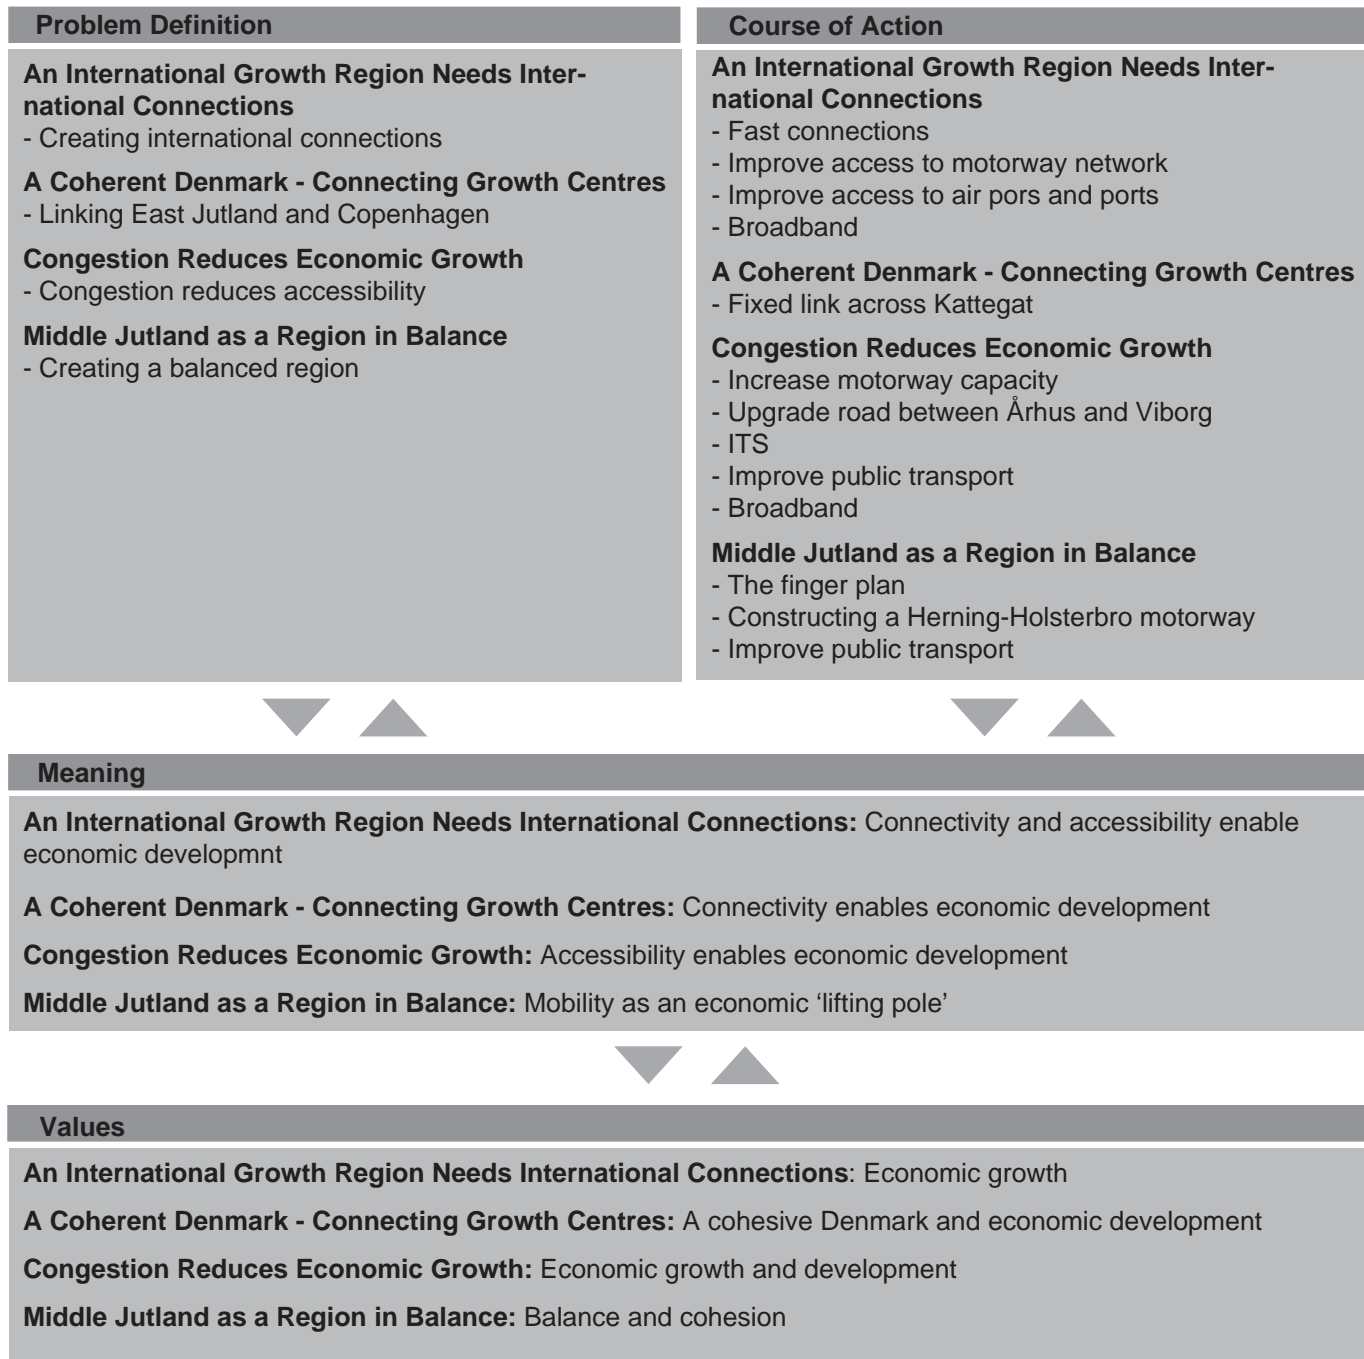 Problem Definition
An International Growth Region Needs Inter-
national Connections
- Creating international connections
A Coherent Denmark - Connecting Growth Centres
- Linking East Jutland and Copenhagen
Congestion Reduces Economic Growth
- Congestion reduces accessibility
Middle Jutland as a Region in Balance
- Creating a balanced region
Course of Action
An International Growth Region Needs Inter-
national Connections
- Fast connections
- Improve access to motorway network
- Improve access to air pors and ports
- Broadband
A Coherent Denmark - Connecting Growth Centres
- Fixed link across Kattegat
Congestion Reduces Economic Growth
- Increase motorway capacity
- Upgrade road between Århus and Viborg
- ITS
- Improve public transport
- Broadband
Middle Jutland as a Region in Balance
- The finger plan
- Constructing a Herning-Holsterbro motorway
- Improve public transport
Meaning
An International Growth Region Needs International Connections: Connectivity and accessibility enable
economic developmnt
A Coherent Denmark - Connecting Growth Centres: Connectivity enables economic development
Congestion Reduces Economic Growth: Accessibility enables economic development
Middle Jutland as a Region in Balance: Mobility as an economic ‘lifting pole’
Values
An International Growth Region Needs International Connections: Economic growth
A Coherent Denmark - Connecting Growth Centres: A cohesive Denmark and economic development
Congestion Reduces Economic Growth: Economic growth and development
Middle Jutland as a Region in Balance: Balance and cohesion